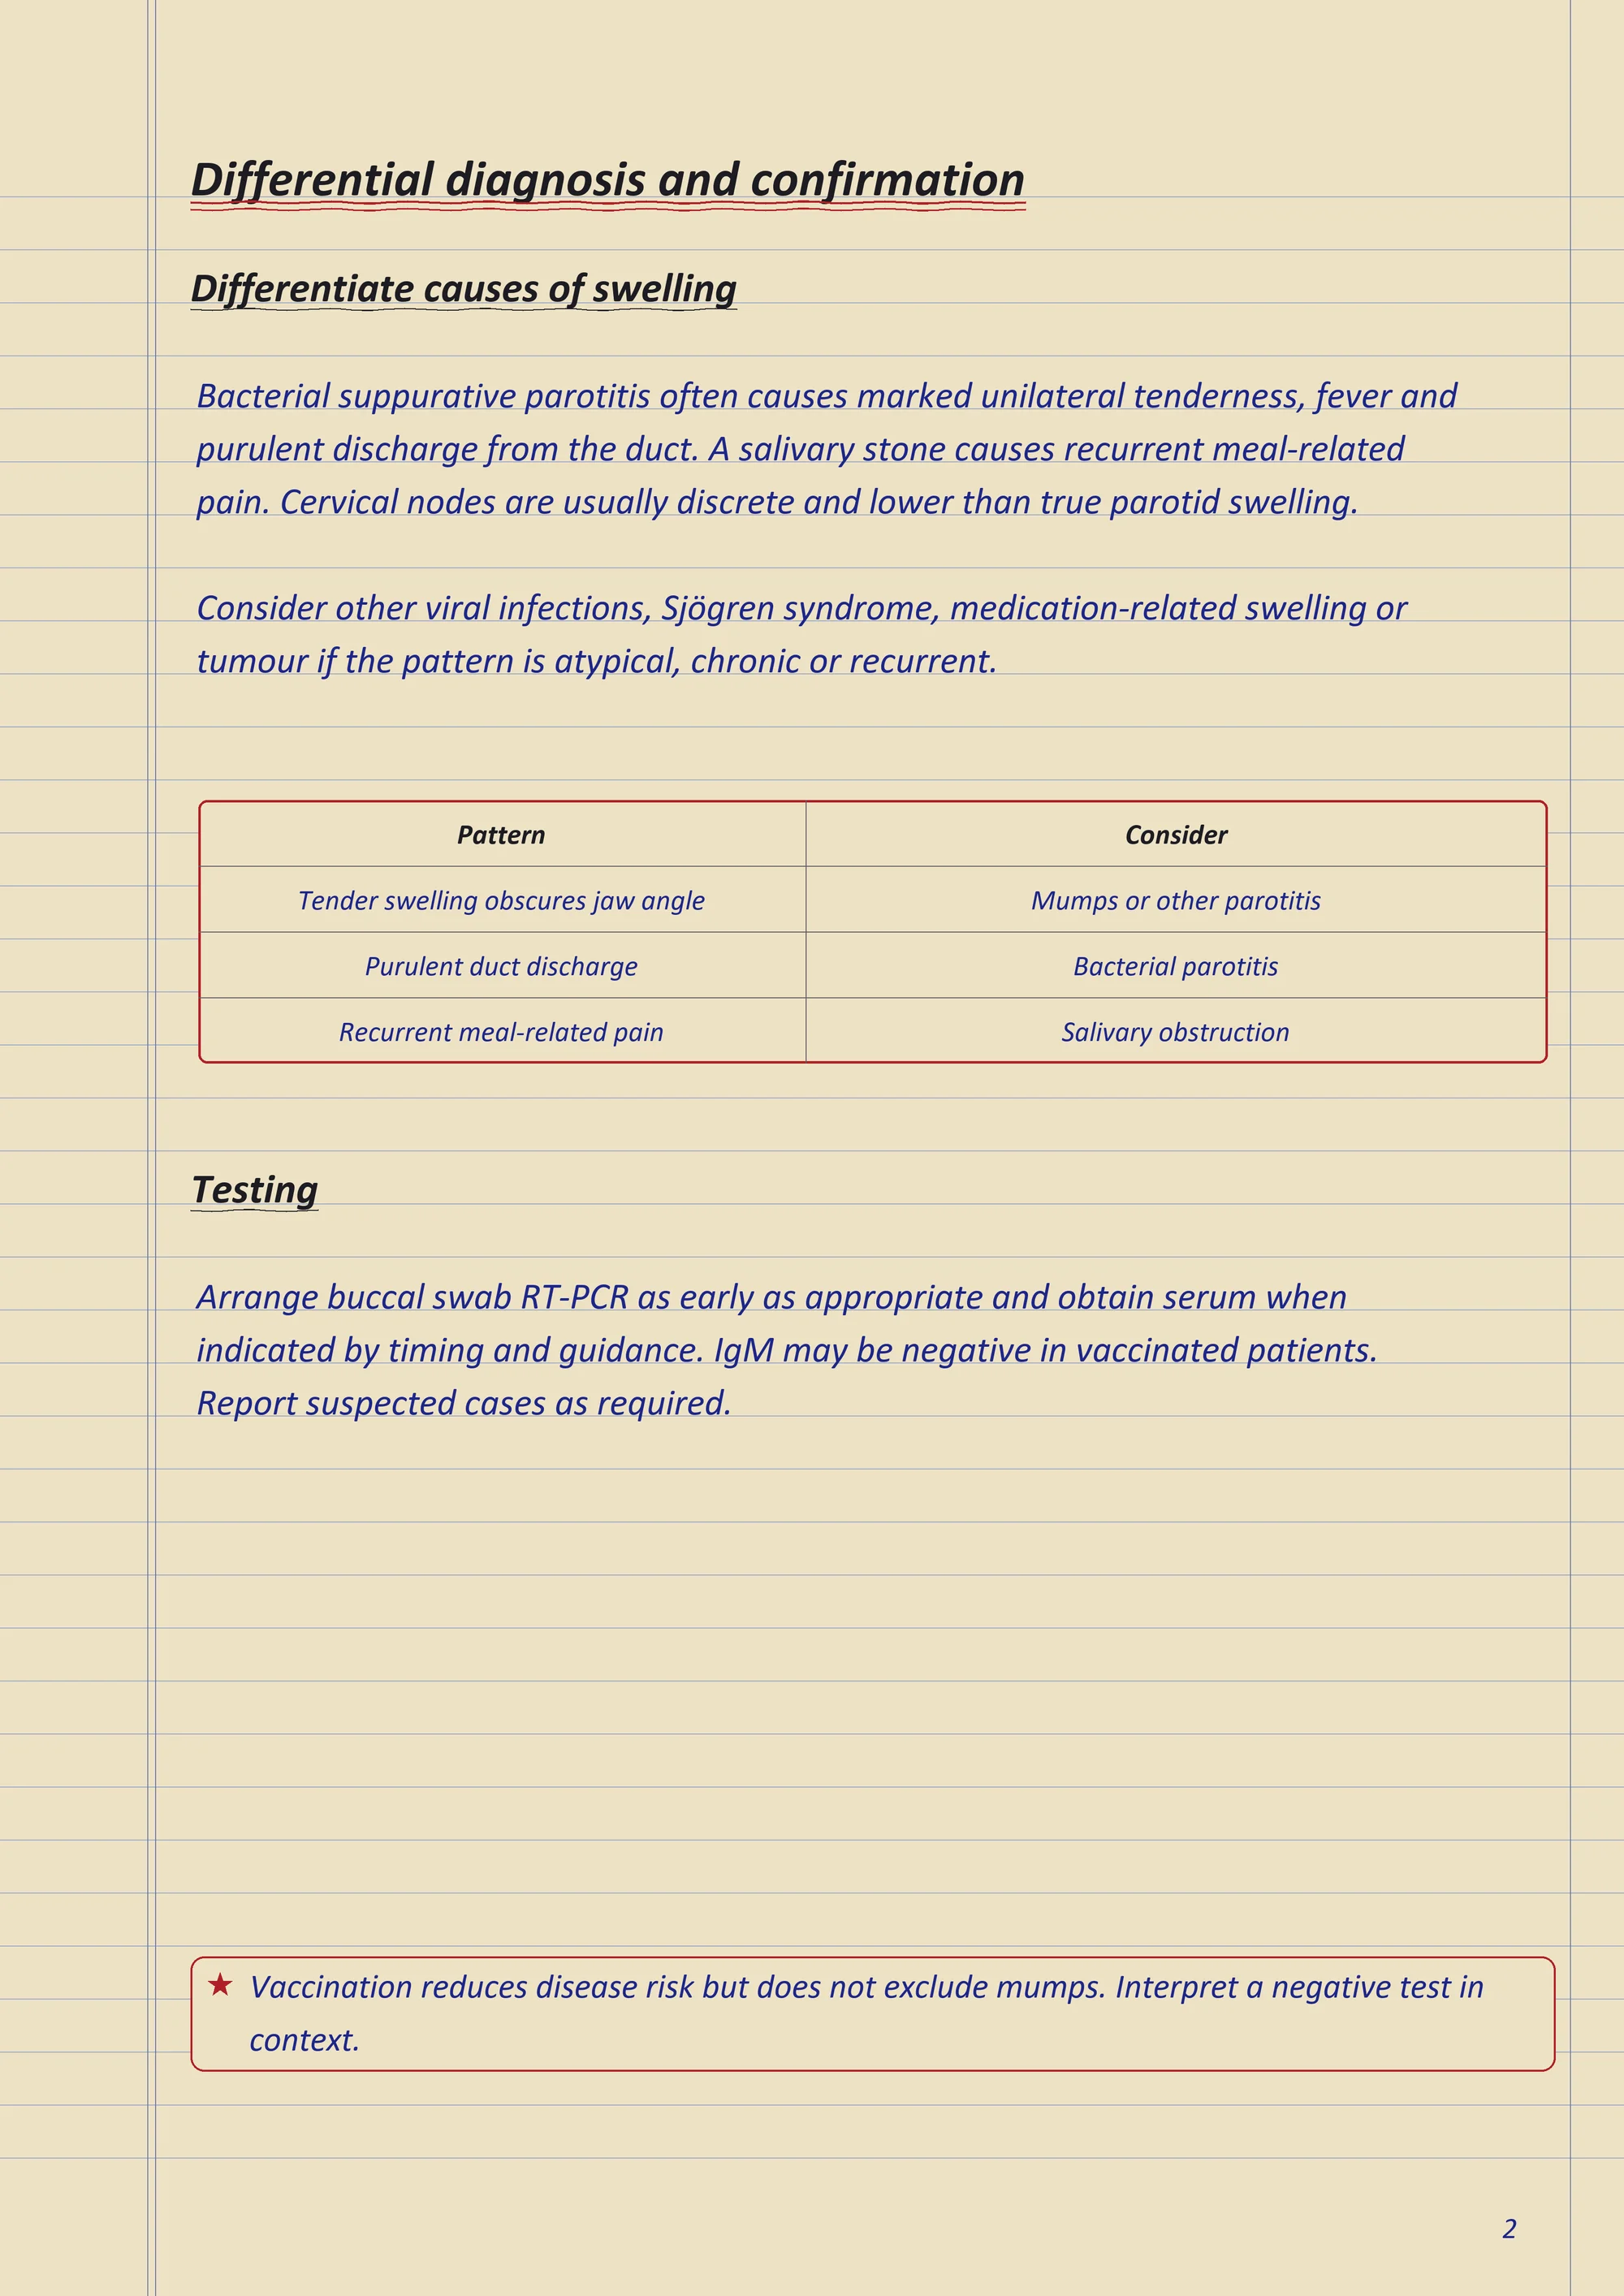 Differential diagnosis and confirmation
Differentiate causes of swelling
Bacterial suppurative parotitis often causes marked unilateral tenderness, fever and
purulent discharge from the duct. A salivary stone causes recurrent meal-related
pain. Cervical nodes are usually discrete and lower than true parotid swelling.
Consider other viral infections, Sjögren syndrome, medication-related swelling or
tumour if the pattern is atypical, chronic or recurrent.
Pattern Consider
Tender swelling obscures jaw angle Mumps or other parotitis
Purulent duct discharge Bacterial parotitis
Recurrent meal-related pain Salivary obstruction
Testing
Arrange buccal swab RT-PCR as early as appropriate and obtain serum when
indicated by timing and guidance. IgM may be negative in vaccinated patients.
Report suspected cases as required.
★ Vaccination reduces disease risk but does not exclude mumps. Interpret a negative test in
context.
2